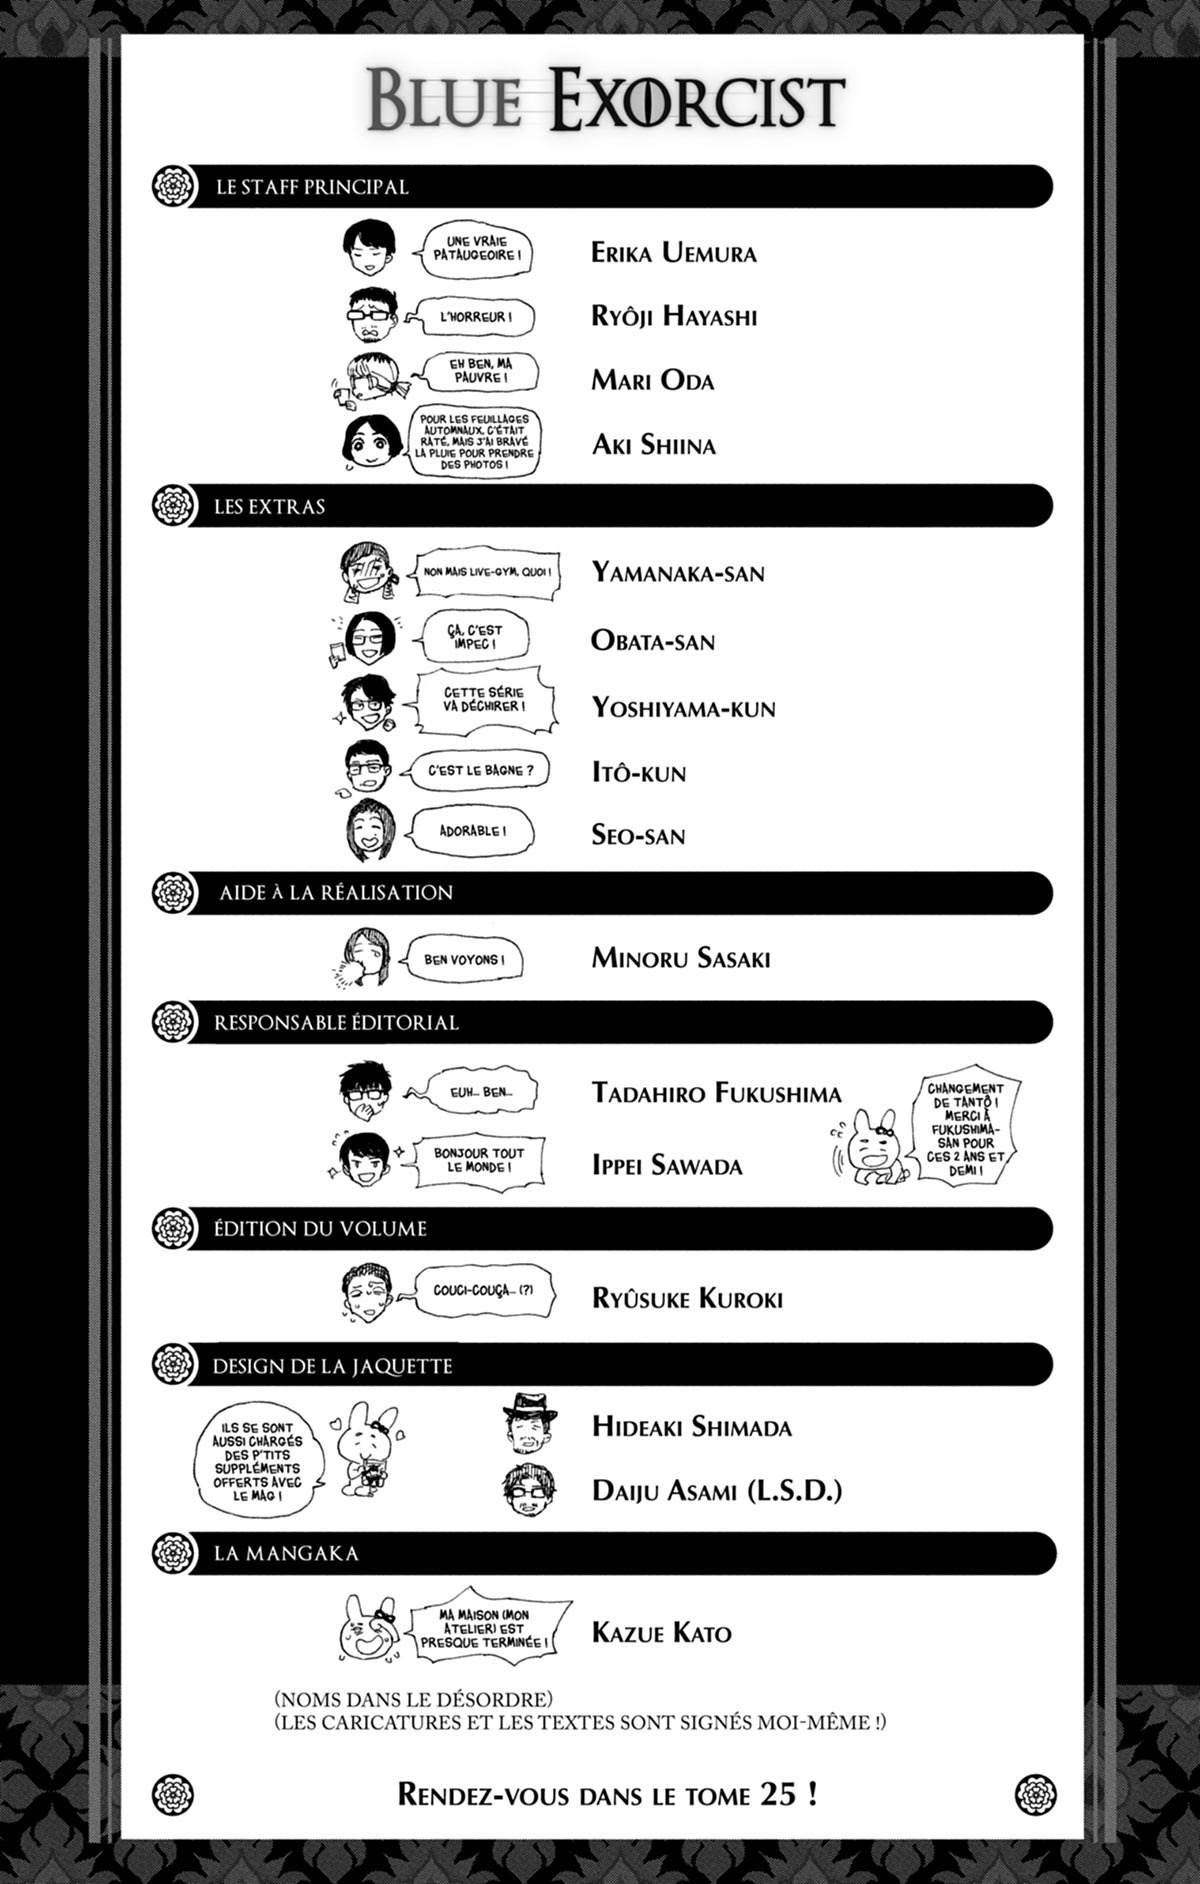 BLUE EXORCIST
LE STAFF PRINCIPAL
UNE VRAIE
PATAUGEOIRE !
ERIKA UEMURA
L'HORREUR !
RYÔJI HAYASHI
EH BEN, MA
PAUVRE !
MARI ODA
POUR LES FEUILLAGES
AUTOMNAUX, C'ÉTAIT
RATÉ, MAIS J'AI BRAVÉ
LA PLUIE POUR PRENDRE
DES PHOTOS !
AKI SHIINA
LES EXTRAS
NON MAIS LIVE-GYM, QUOI !
YAMANAKA-SAN
ÇA, C'EST
IMPEC !
OBATA-SAN
CETTE SÉRIE
VA DÉCHIRER !
YOSHIYAMA-KUN
C'EST LE BAGNE ?
ITÔ-KUN
ADORABLE !
SEO-SAN
AIDE À LA RÉALISATION
BEN VOYONS !
MINORU SASAKI
RESPONSABLE ÉDITORIAL
EUH... BEN...
TADAHIRO FUKUSHIMA
BONJOUR TOUT
LE MONDE !
IPPEI SAWADA
CHANGEMENT
DE TANTÔ !
MERCI À
FUKUSHIMA-
SAN POUR
CES 2 ANS ET
DEMI !
ÉDITION DU VOLUME
COUCI-COUÇA... (?)
RYÛSUKE KUROKI
DESIGN DE LA JAQUETTE
ILS SE SONT
AUSSI CHARGÉS
DES P'TITS
SUPPLÉMENTS
OFFERTS AVEC
LE MAG !
HIDEAKI SHIMADA
DAIJU ASAMI (L.S.D.)
LA MANGAKA
MA MAISON (MON
ATELIER) EST
PRESQUE TERMINÉE !
KAZUE KATO
(NOMS DANS LE DÉSORDRE)
(LES CARICATURES ET LES TEXTES SONT SIGNÉS MOI-MÊME !)
RENDEZ-VOUS DANS LE TOME 25 !